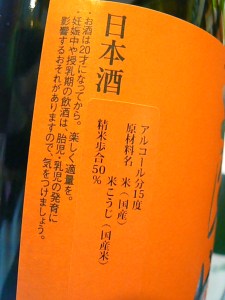 日本酒
アルコール分15度
原材料名 米(国産)
米こうじ(国産米)
精米歩合50%
お酒は20才になってから。楽しく適量を。
妊娠中や授乳期の飲酒は、胎児・乳児の発育に
影響するおそれがありますので、気をつけましょう。